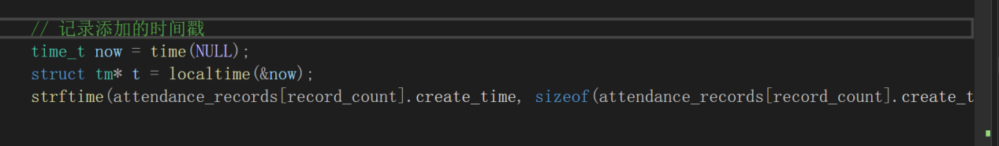 // 记录添加的时间戳
time_t now = time(NULL);
struct tm* t = localtime(&now);
strftime(attendance_records[record_count].create_time, sizeof(attendance_records[record_count].create_t